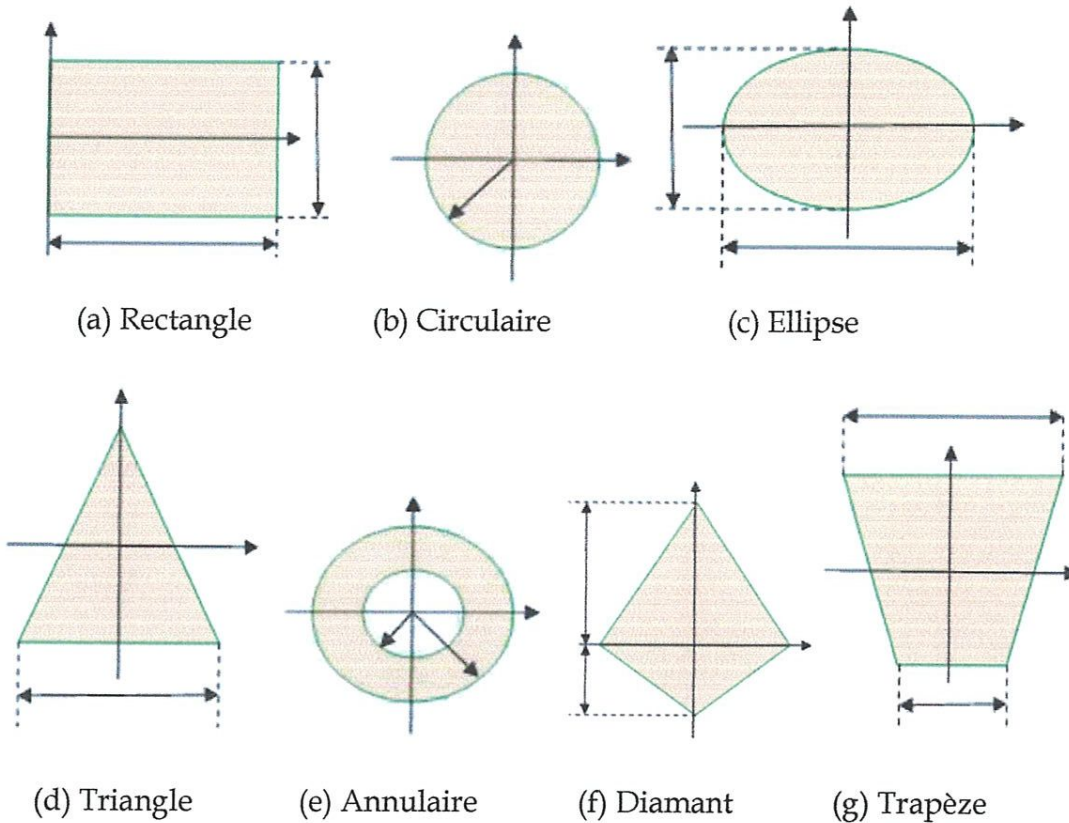 (a) Rectangle (b) Circulaire (c) Ellipse
(d) Triangle (e) Annulaire (f) Diamant (g) Trapèze